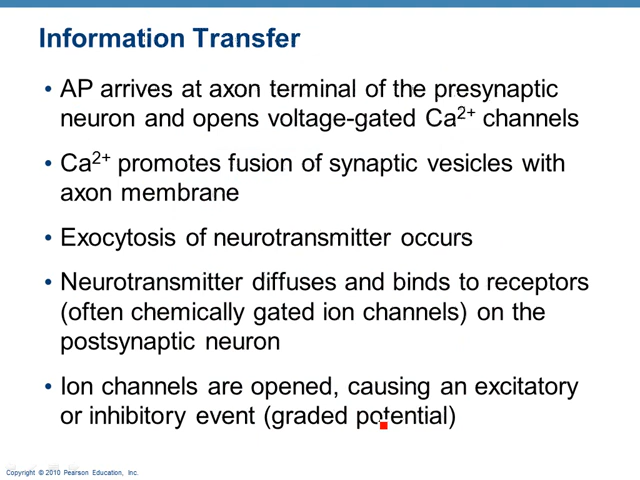 Information Transfer
• AP arrives at axon terminal of the presynaptic
neuron and opens voltage-gated Ca²⁺ channels
• Ca²⁺ promotes fusion of synaptic vesicles with
axon membrane
• Exocytosis of neurotransmitter occurs
• Neurotransmitter diffuses and binds to receptors
(often chemically gated ion channels) on the
postsynaptic neuron
• Ion channels are opened, causing an excitatory
or inhibitory event (graded potential)
Copyright © 2010 Pearson Education, Inc.